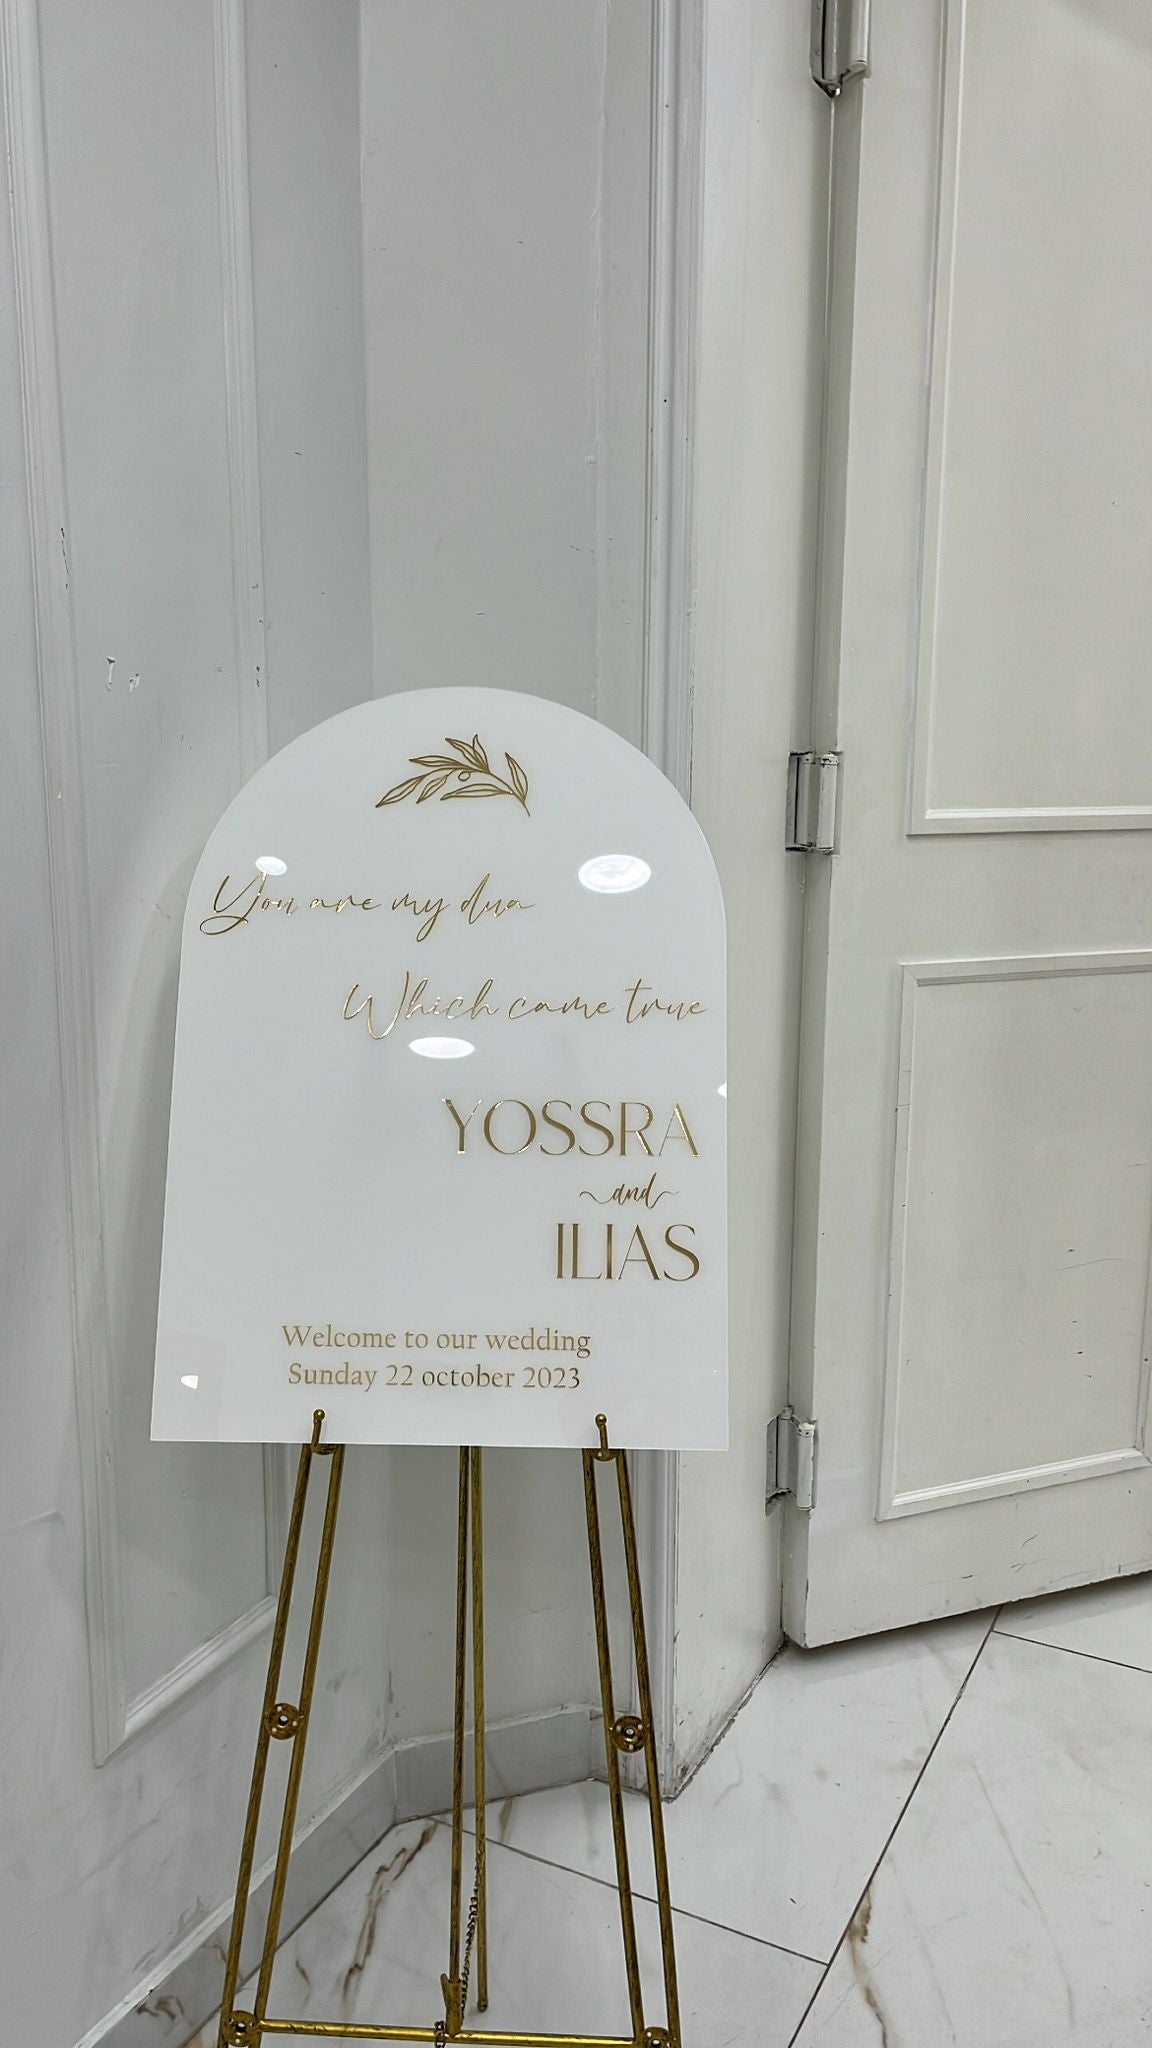 You are my dua
Which came true
YOSSRA
and
ILIAS
Welcome to our wedding
Sunday 22 october 2023